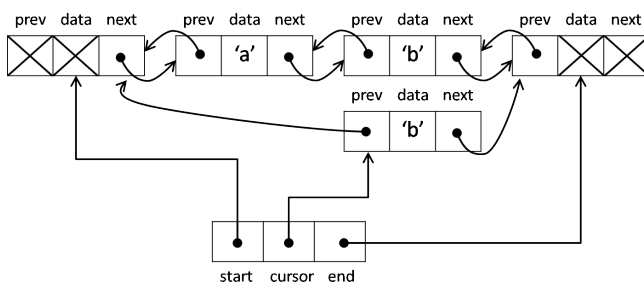 prev data next prev data next prev data next prev data next
'a' 'b'
prev data next
'b'
start cursor end